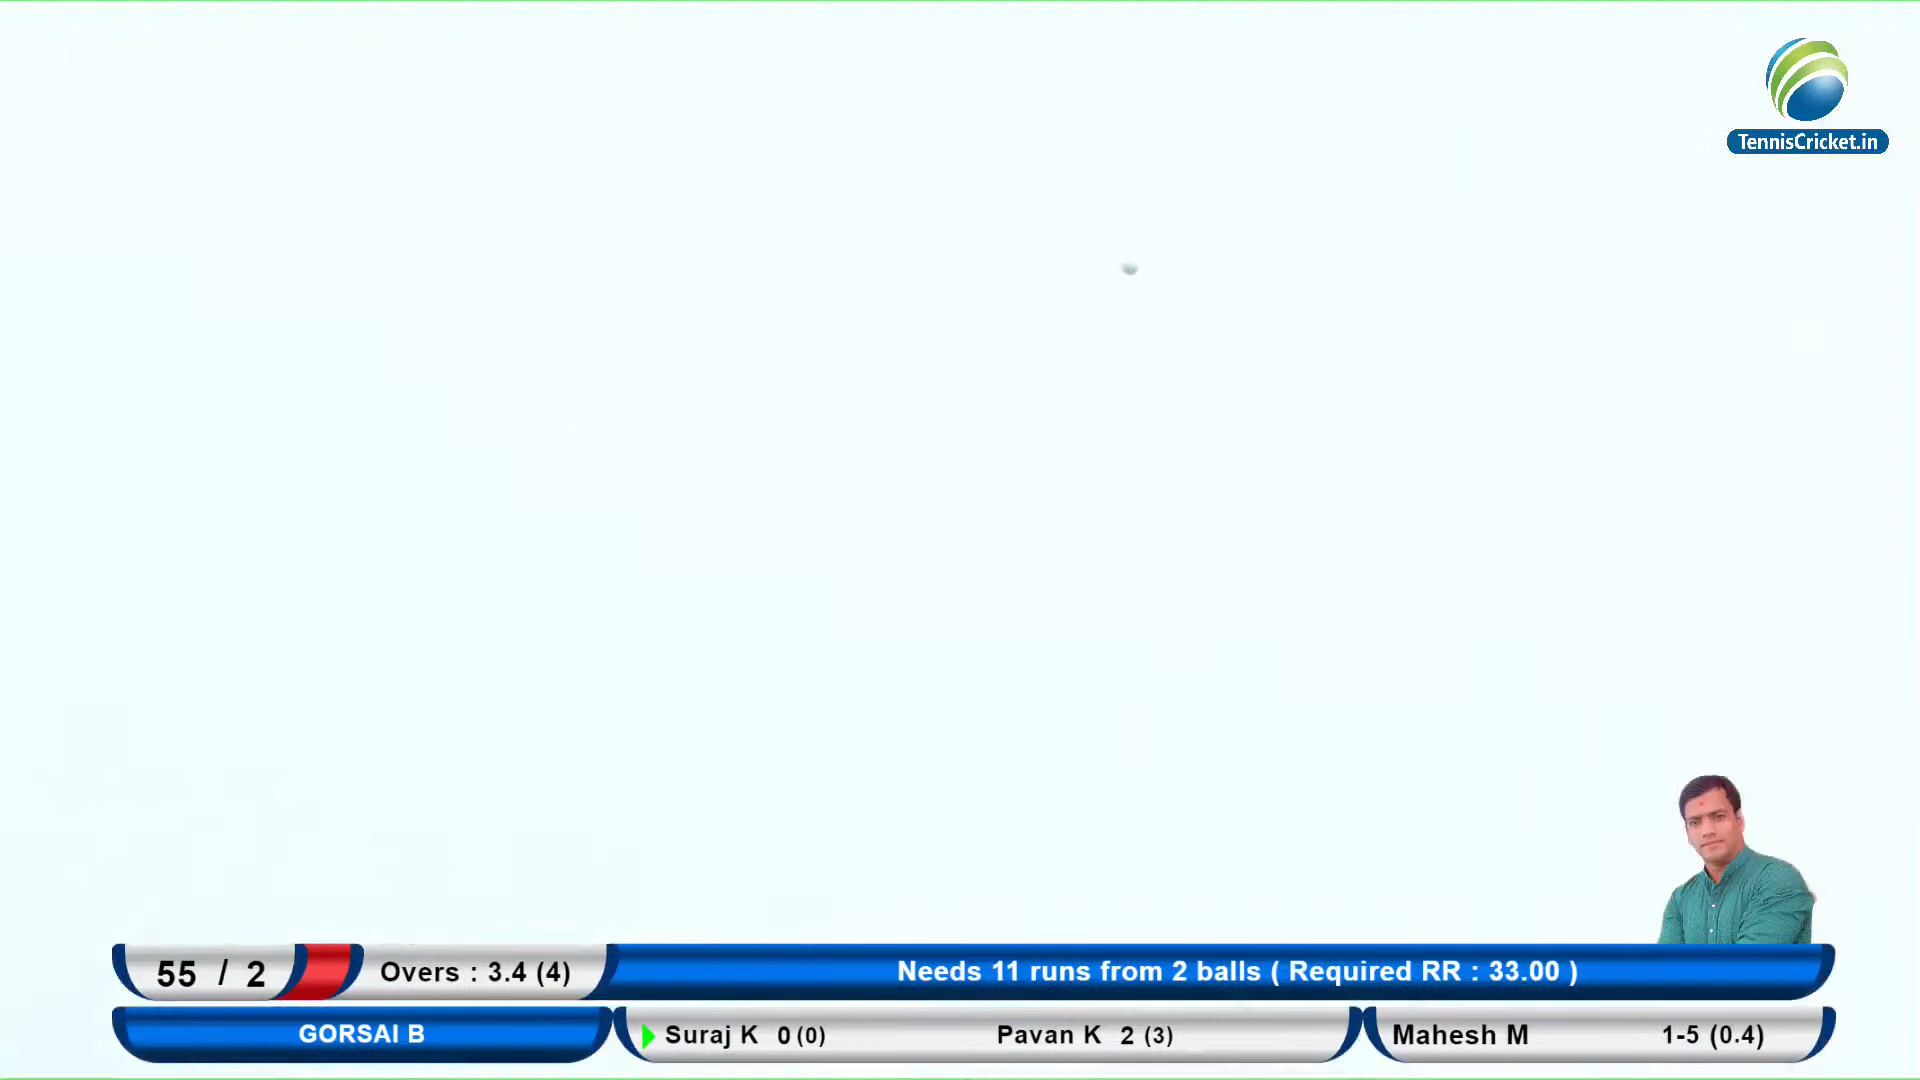 TennisCricket.in
55 / 2
Overs : 3.4 (4)
Needs 11 runs from 2 balls ( Required RR : 33.00 )
GORSAI B
Suraj K 0 (0)
Pavan K 2 (3)
Mahesh M 1-5 (0.4)